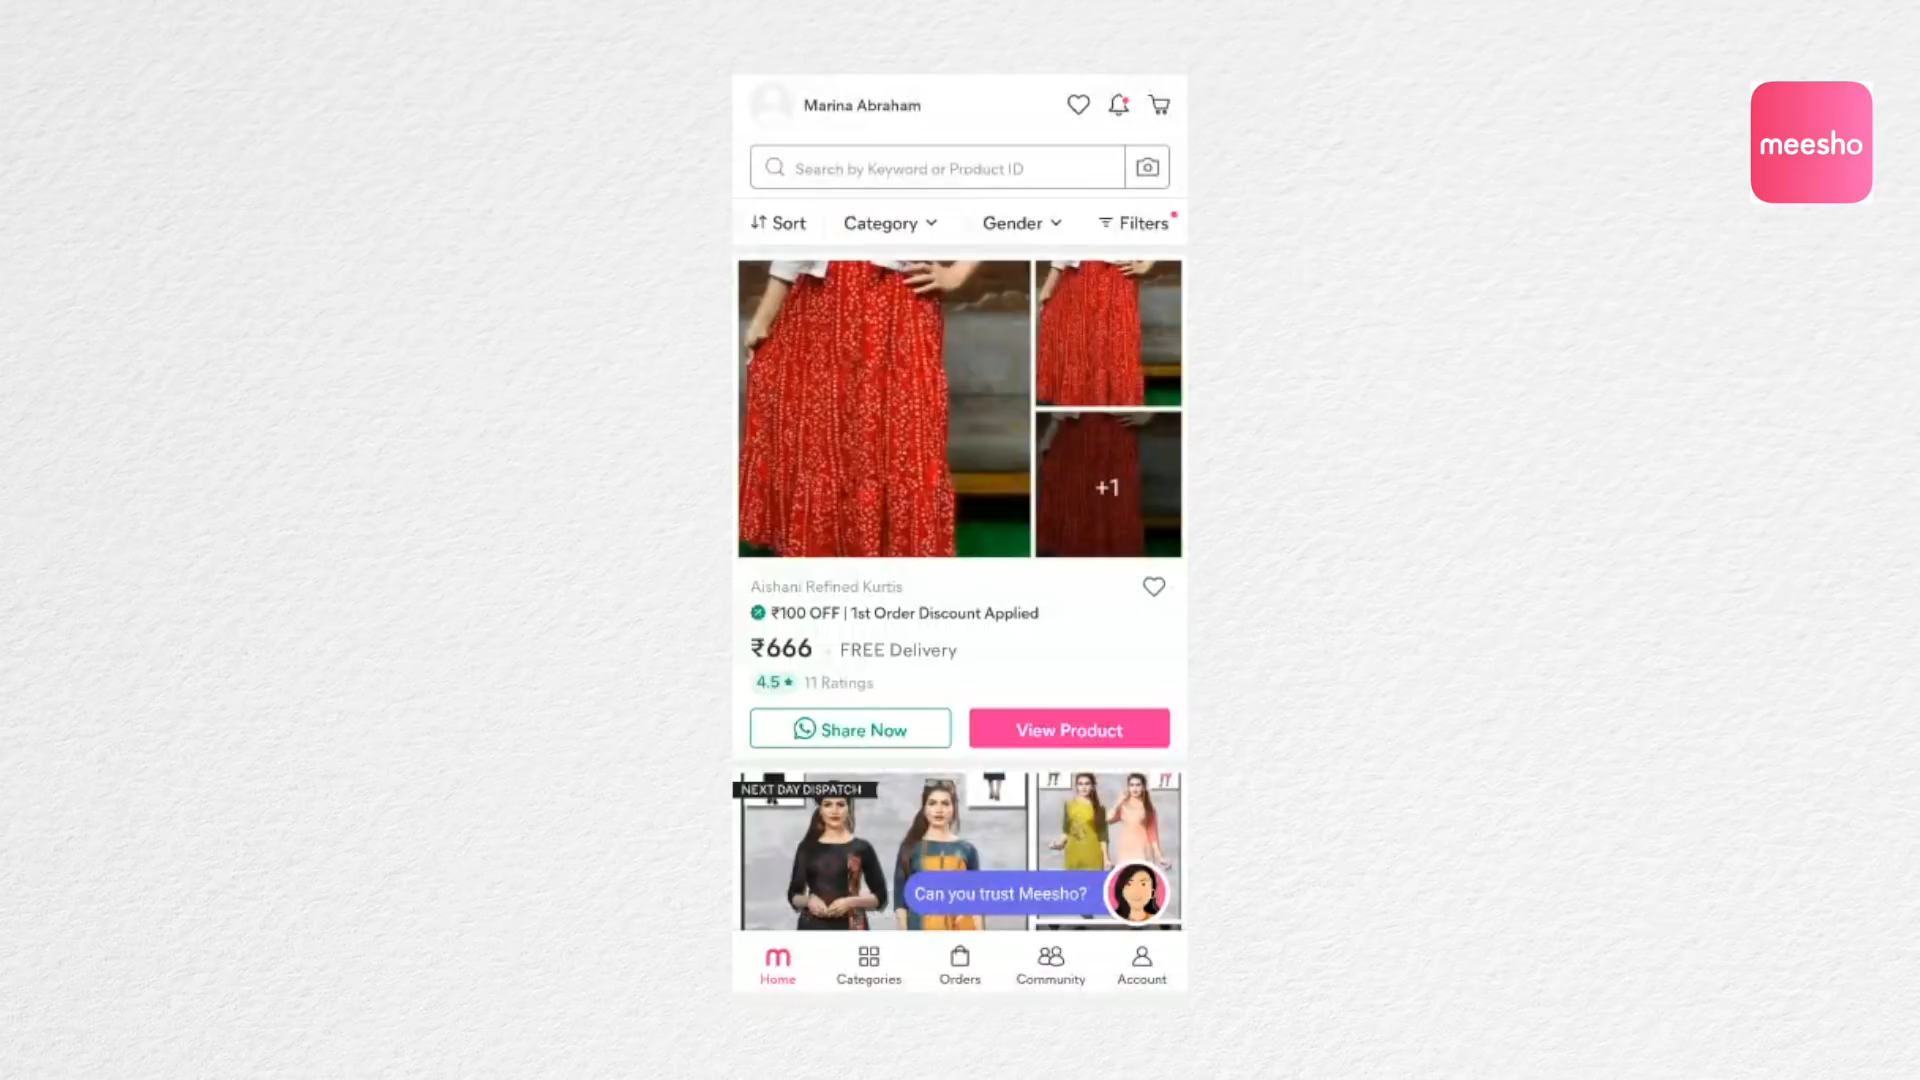 Marina Abraham
meesho
Search by Keyword or Product ID
Sort Category Gender Filters
+1
Aishani Refined Kurtis
₹100 OFF | 1st Order Discount Applied
₹666 FREE Delivery
4.5 ★ 11 Ratings
Share Now View Product
NEXT DAY DISPATCH
Can you trust Meesho?
m
Home Categories Orders Community Account